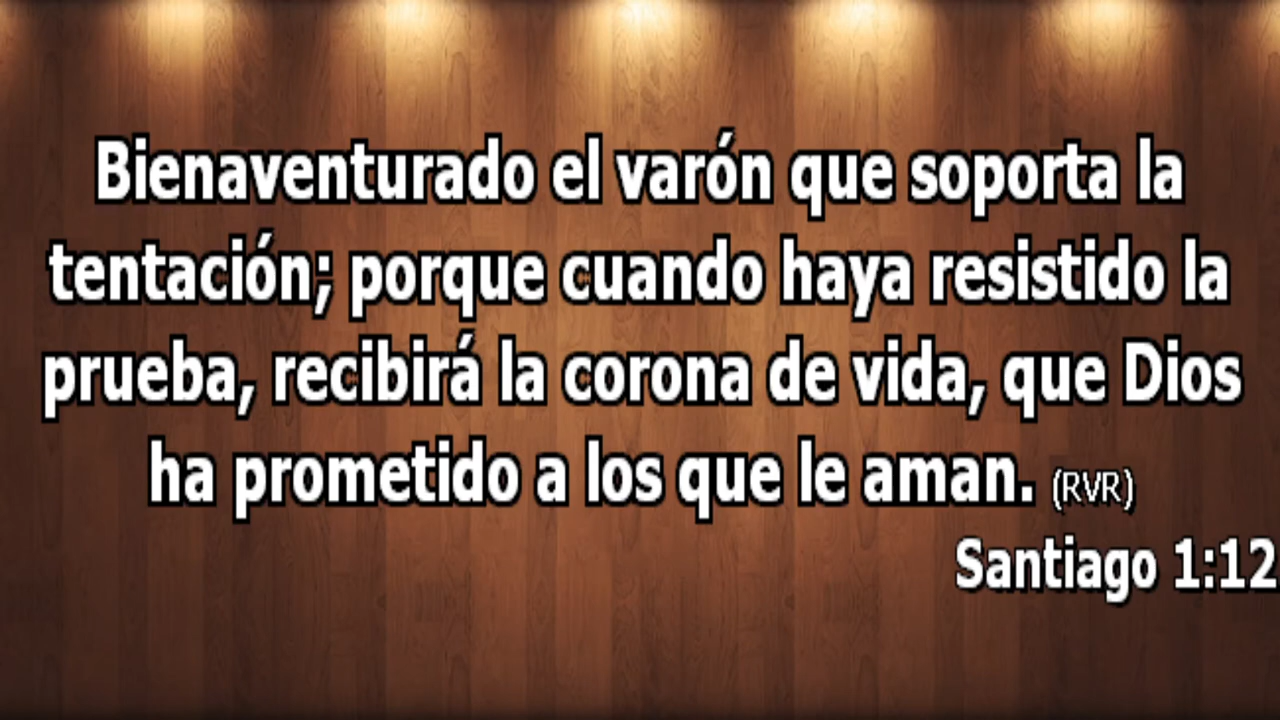 Bienaventurado el varón que soporta la
tentación; porque cuando haya resistido la
prueba, recibirá la corona de vida, que Dios
ha prometido a los que le aman. (RVR)
Santiago 1:12